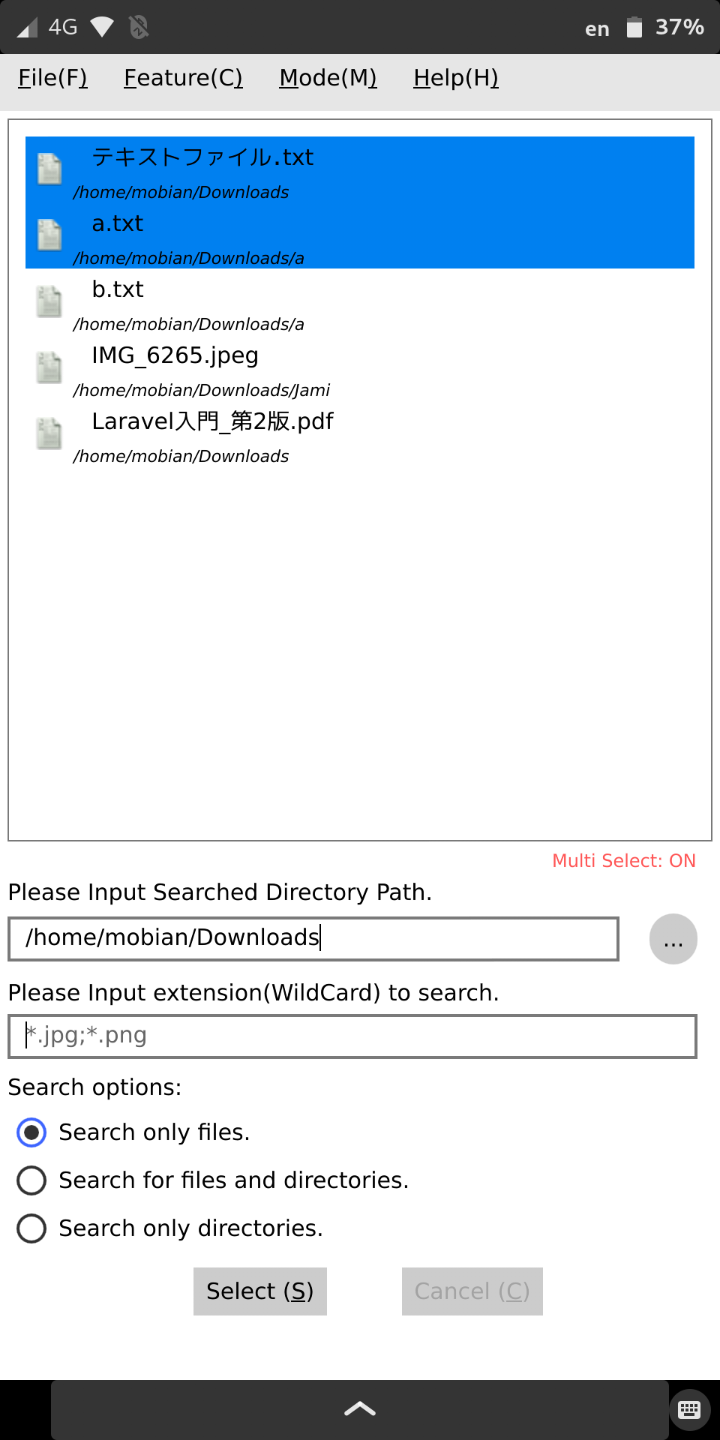 4G en 37%
File(F) Feature(C) Mode(M) Help(H)
テキストファイル.txt
/home/mobian/Downloads
a.txt
/home/mobian/Downloads/a
b.txt
/home/mobian/Downloads/a
IMG_6265.jpeg
/home/mobian/Downloads/Jami
Laravel入門_第2版.pdf
/home/mobian/Downloads
Multi Select: ON
Please Input Searched Directory Path.
/home/mobian/Downloads ...
Please Input extension(WildCard) to search.
*.jpg;*.png
Search options:
Search only files.
Search for files and directories.
Search only directories.
Select (S) Cancel (C)